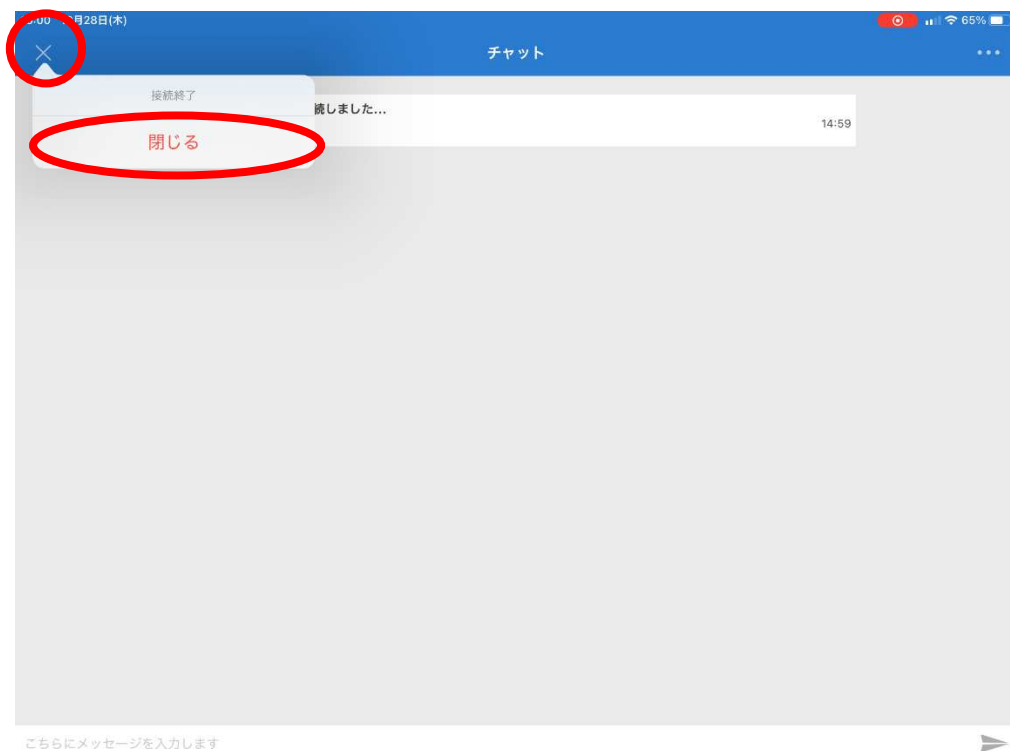 月28日(木)
65%
チャット
接続終了
続しました...
14:59
閉じる
こちらにメッセージを入力します